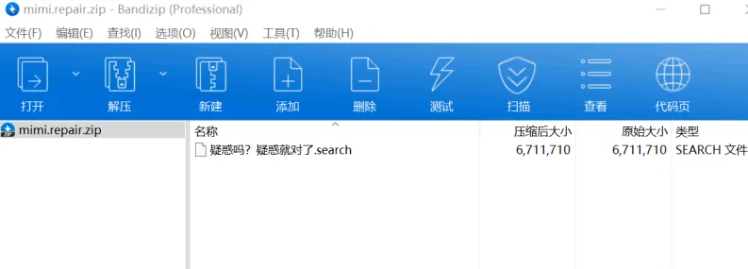 mimi.repair.zip - Bandizip (Professional)
文件(F) 编辑(E) 查找(I) 选项(O) 视图(V) 工具(T) 帮助(H)
打开 解压 新建 添加 删除 测试 扫描 查看 代码页
mimi.repair.zip
名称 压缩后大小 原始大小 类型
疑惑吗？疑惑就对了.search 6,711,710 6,711,710 SEARCH 文件